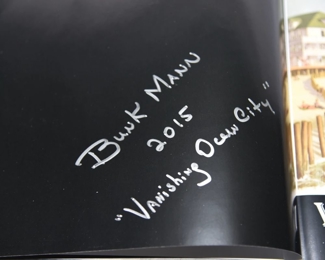 Bunk Mann
2015
"Vanishing Ocean City"